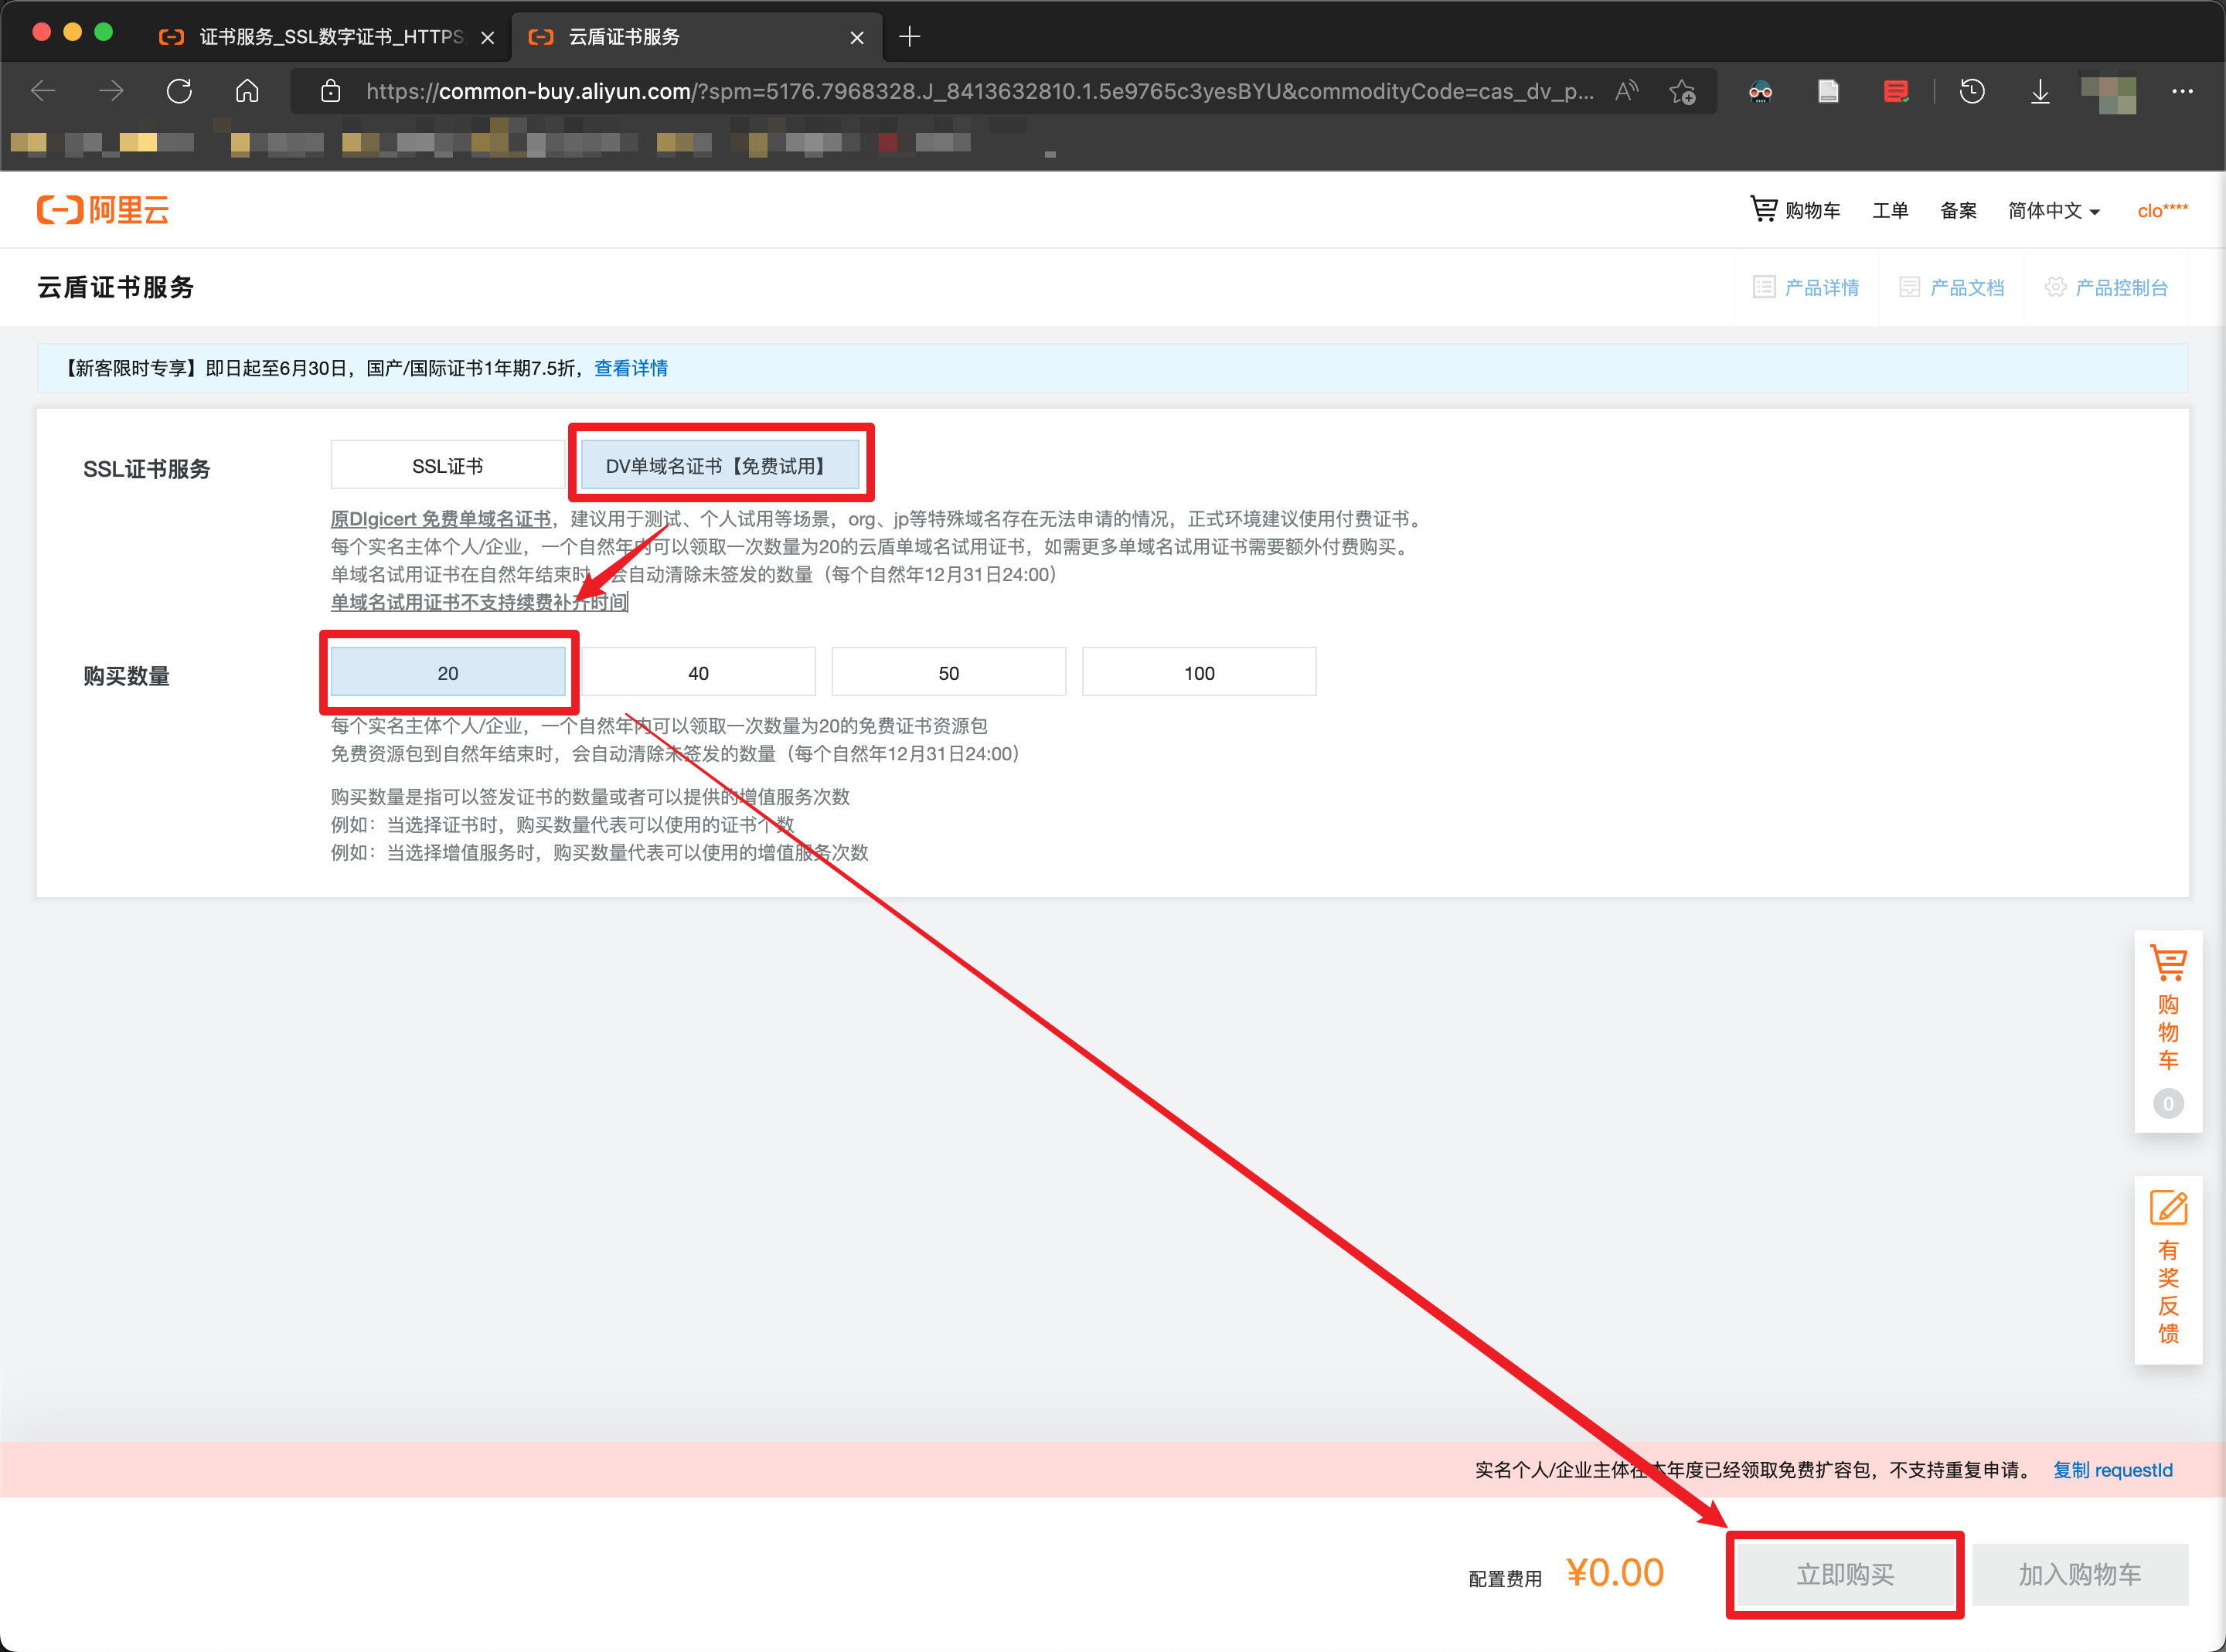 证书服务_SSL数字证书_HTTPS
云盾证书服务
https://common-buy.aliyun.com/?spm=5176.7968328.J_8413632810.1.5e9765c3yesBYU&commodityCode=cas_dv_p...
阿里云
购物车 工单 备案 简体中文 clo****
云盾证书服务
产品详情 产品文档 产品控制台
【新客限时专享】即日起至6月30日，国产/国际证书1年期7.5折，查看详情
SSL证书服务
SSL证书
DV单域名证书【免费试用】
原DIgicert 免费单域名证书，建议用于测试、个人试用等场景，org、jp等特殊域名存在无法申请的情况，正式环境建议使用付费证书。
每个实名主体个人/企业，一个自然年内可以领取一次数量为20的云盾单域名试用证书，如需更多单域名试用证书需要额外付费购买。
单域名试用证书在自然年结束时，会自动清除未签发的数量（每个自然年12月31日24:00）
单域名试用证书不支持续费补齐时间
购买数量
20 40 50 100
每个实名主体个人/企业，一个自然年内可以领取一次数量为20的免费证书资源包
免费资源包到自然年结束时，会自动清除未签发的数量（每个自然年12月31日24:00）
购买数量是指可以签发证书的数量或者可以提供的增值服务次数
例如：当选择证书时，购买数量代表可以使用的证书个数
例如：当选择增值服务时，购买数量代表可以使用的增值服务次数
购物车
0
有奖反馈
实名个人/企业主体在本年度已经领取免费扩容包，不支持重复申请。 复制 requestId
配置费用 ¥0.00
立即购买
加入购物车